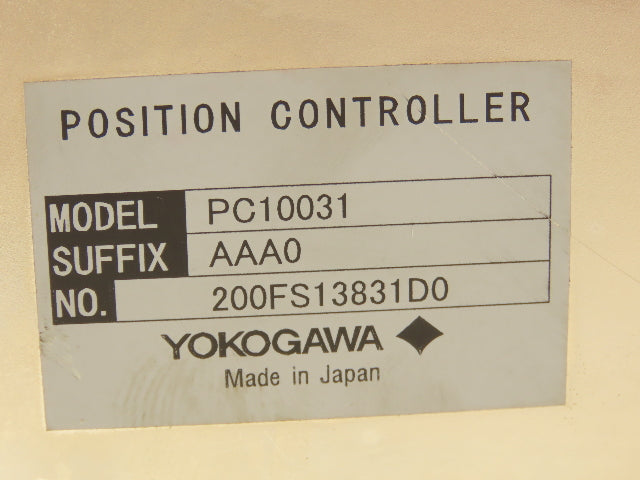 POSITION CONTROLLER
MODEL PC10031
SUFFIX AAA0
NO. 200FS13831D0
YOKOGAWA
Made in Japan